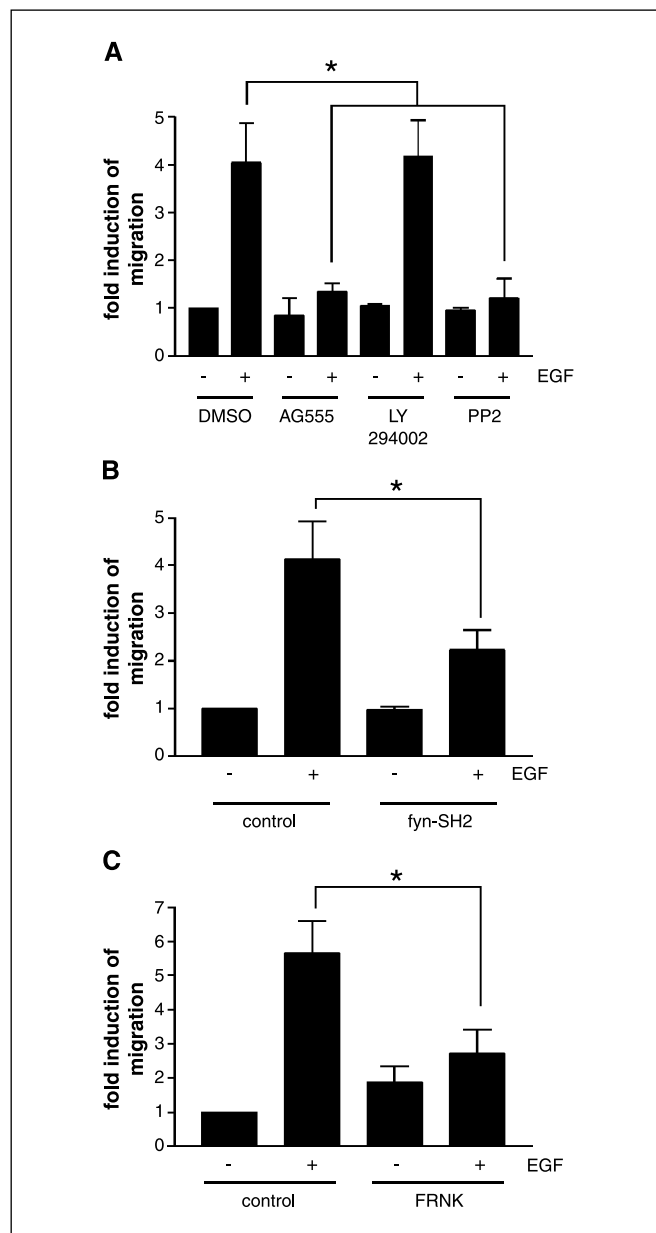 A
*
fold induction of
migration
5
4
3
2
1
0
- + - + - + - + EGF
DMSO AG555 LY PP2
294002
B
*
fold induction of
migration
5
4
3
2
1
0
- + - + EGF
control fyn-SH2
C
*
fold induction of
migration
7
6
5
4
3
2
1
0
- + - + EGF
control FRNK